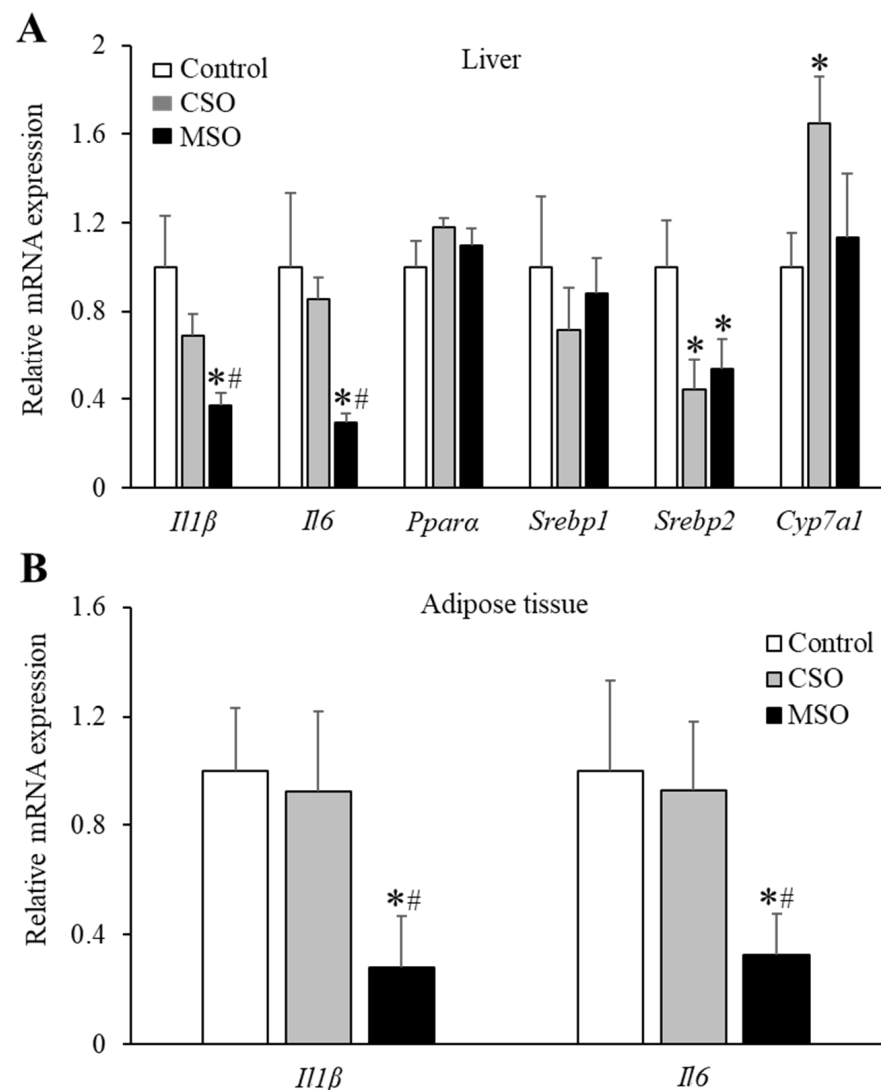 A
Liver
Control
CSO
MSO
Relative mRNA expression
2
1.6
1.2
0.8
0.4
0
*
*#
*#
*
*
Il1β Il6 Pparα Srebp1 Srebp2 Cyp7a1
B
Adipose tissue
Control
CSO
MSO
Relative mRNA expression
1.6
1.2
0.8
0.4
0
*#
*#
Il1β Il6